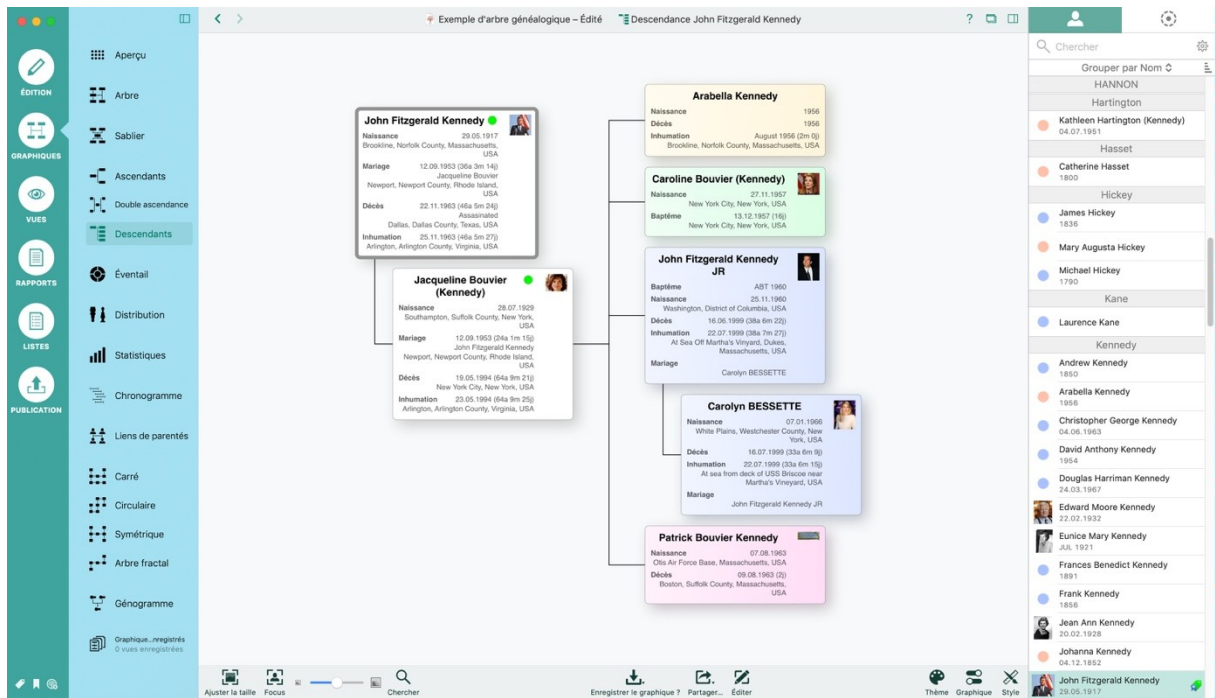 Exemple d'arbre généalogique – Édité
Descendance John Fitzgerald Kennedy
?
ÉDITION
GRAPHIQUES
VUES
RAPPORTS
LISTES
PUBLICATION
Aperçu
Arbre
Sablier
Ascendants
Double ascendance
Descendants
Éventail
Distribution
Statistiques
Chronogramme
Liens de parentés
Carré
Circulaire
Symétrique
Arbre fractal
Génogramme
Graphique...nregistrés
0 vues enregistrées
John Fitzgerald Kennedy
Naissance 29.05.1917
Brookline, Norfolk County, Massachusetts,
USA
Mariage 12.09.1953 (36a 3m 14j)
Jacqueline Bouvier
Newport, Newport County, Rhode Island,
USA
Décès 22.11.1963 (46a 5m 24j)
Assasinated
Dallas, Dallas County, Texas, USA
Inhumation 25.11.1963 (46a 5m 27j)
Arlington, Arlington County, Virginia, USA
Jacqueline Bouvier
(Kennedy)
Naissance 28.07.1929
Southampton, Suffolk County, New York,
USA
Mariage 12.09.1953 (24a 1m 15j)
John Fitzgerald Kennedy
Newport, Newport County, Rhode Island,
USA
Décès 19.05.1994 (64a 9m 21j)
New York City, New York, USA
Inhumation 23.05.1994 (64a 9m 25j)
Arlington, Arlington County, Virginia, USA
Arabella Kennedy
Naissance 1956
Décès 1956
Inhumation August 1956 (2m 0j)
Brookline, Norfolk County, Massachusetts, USA
Caroline Bouvier (Kennedy)
Naissance 27.11.1957
New York City, New York, USA
Baptême 13.12.1957 (16j)
New York City, New York, USA
John Fitzgerald Kennedy
JR
Baptême ABT 1960
Naissance 25.11.1960
Washington, District of Columbia, USA
Décès 16.06.1999 (38a 6m 22j)
Inhumation 22.07.1999 (38a 7m 27j)
At Sea Off Martha's Vinyard, Dukes,
Massachusetts, USA
Mariage
Carolyn BESSETTE
Carolyn BESSETTE
Naissance 07.01.1966
White Plains, Westchester County, New
York, USA
Décès 16.07.1999 (33a 6m 9j)
Inhumation 22.07.1999 (33a 6m 15j)
At sea from deck of USS Briscoe near
Martha's Vineyard, USA
Mariage
John Fitzgerald Kennedy JR
Patrick Bouvier Kennedy
Naissance 07.08.1963
Otis Air Force Base, Massachusetts, USA
Décès 09.08.1963 (2j)
Boston, Suffolk County, Massachusetts,
USA
Ajuster la taille
Focus
Chercher
Enregistrer le graphique ?
Partager...
Éditer
Thème
Graphique
Style
Chercher
Grouper par Nom
HANNON
Hartington
Kathleen Hartington (Kennedy)
04.07.1951
Hasset
Catherine Hasset
1800
Hickey
James Hickey
1836
Mary Augusta Hickey
Michael Hickey
1790
Kane
Laurence Kane
Kennedy
Andrew Kennedy
1850
Arabella Kennedy
1956
Christopher George Kennedy
04.06.1963
David Anthony Kennedy
1954
Douglas Harriman Kennedy
24.03.1967
Edward Moore Kennedy
22.02.1932
Eunice Mary Kennedy
JUL 1921
Frances Benedict Kennedy
1891
Frank Kennedy
1856
Jean Ann Kennedy
20.02.1928
Johanna Kennedy
04.12.1852
John Fitzgerald Kennedy
29.05.1917